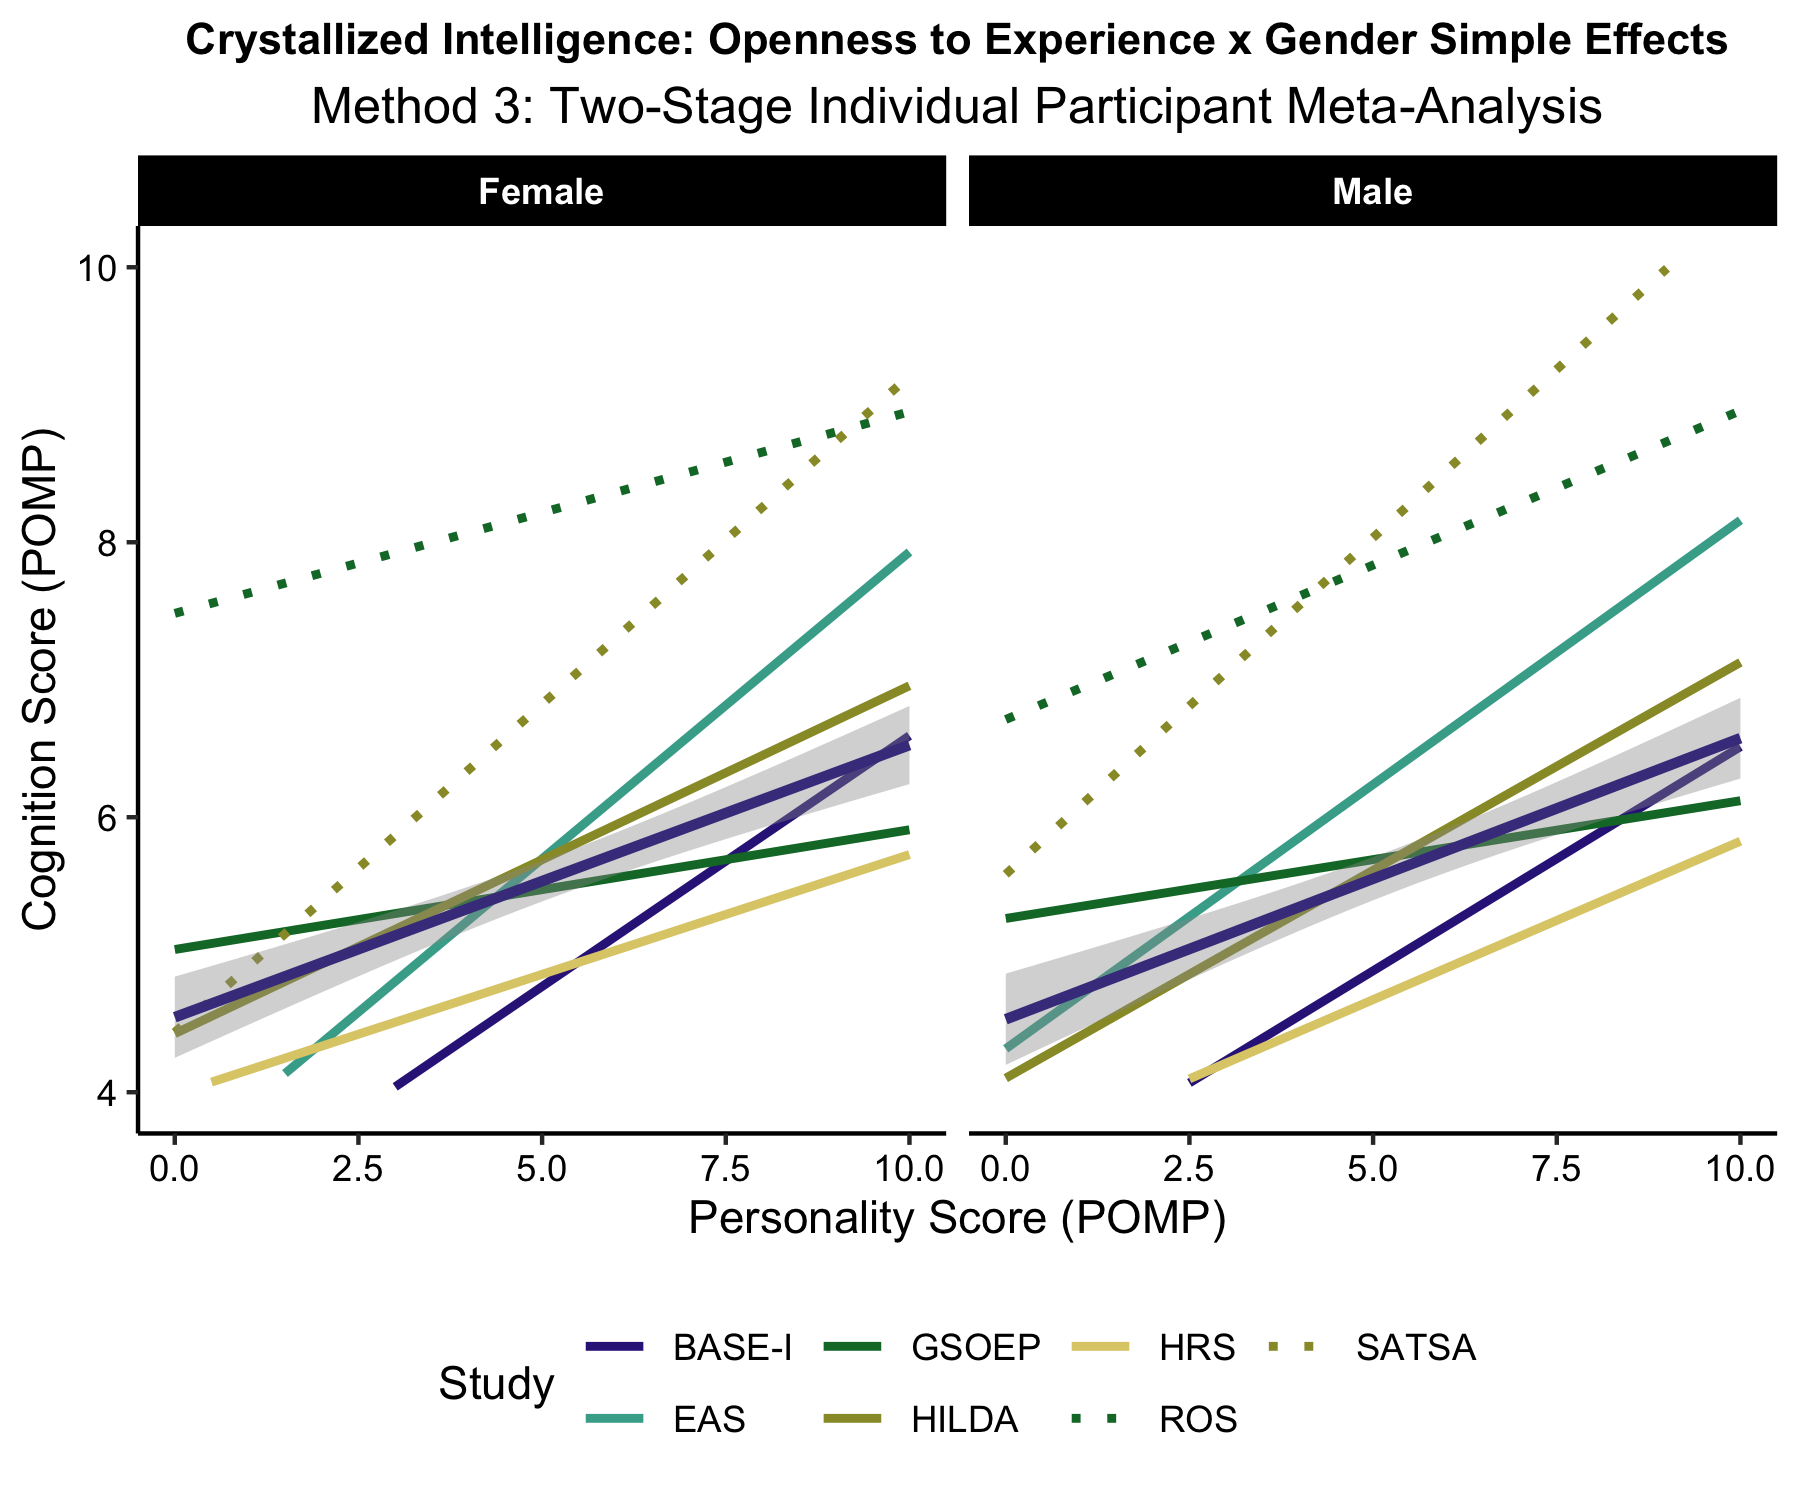 Crystallized Intelligence: Openness to Experience x Gender Simple Effects
Method 3: Two-Stage Individual Participant Meta-Analysis
Female Male
Cognition Score (POMP)
10
8
6
4
0.0 2.5 5.0 7.5 10.0 0.0 2.5 5.0 7.5 10.0
Personality Score (POMP)
Study
BASE-I GSOEP HRS SATSA
EAS HILDA ROS